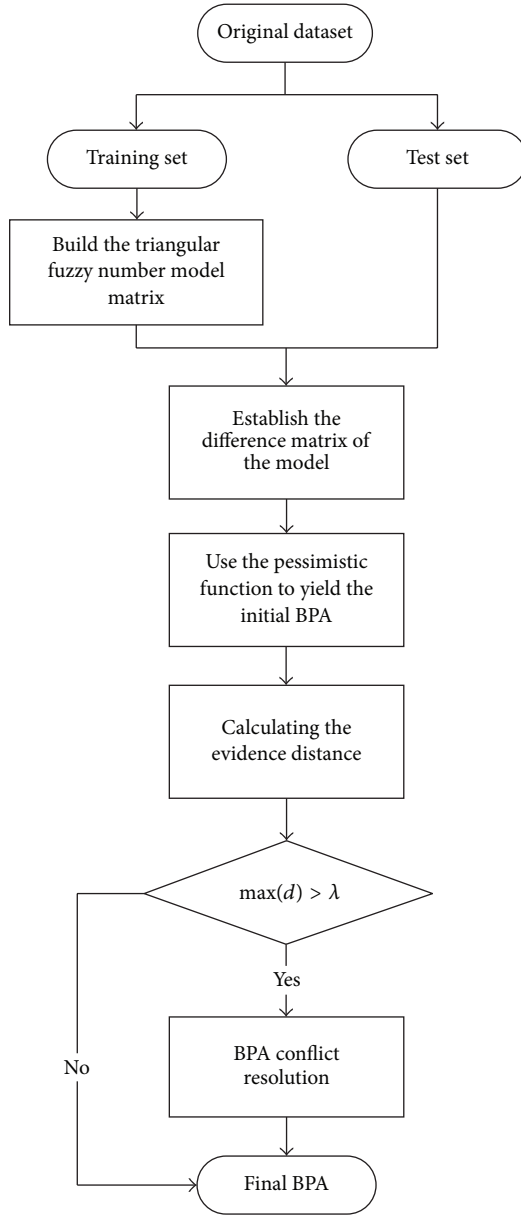 Original dataset
Training set
Test set
Build the triangular
fuzzy number model
matrix
Establish the
difference matrix of
the model
Use the pessimistic
function to yield the
initial BPA
Calculating the
evidence distance
max(d) > λ
Yes
No
BPA conflict
resolution
Final BPA